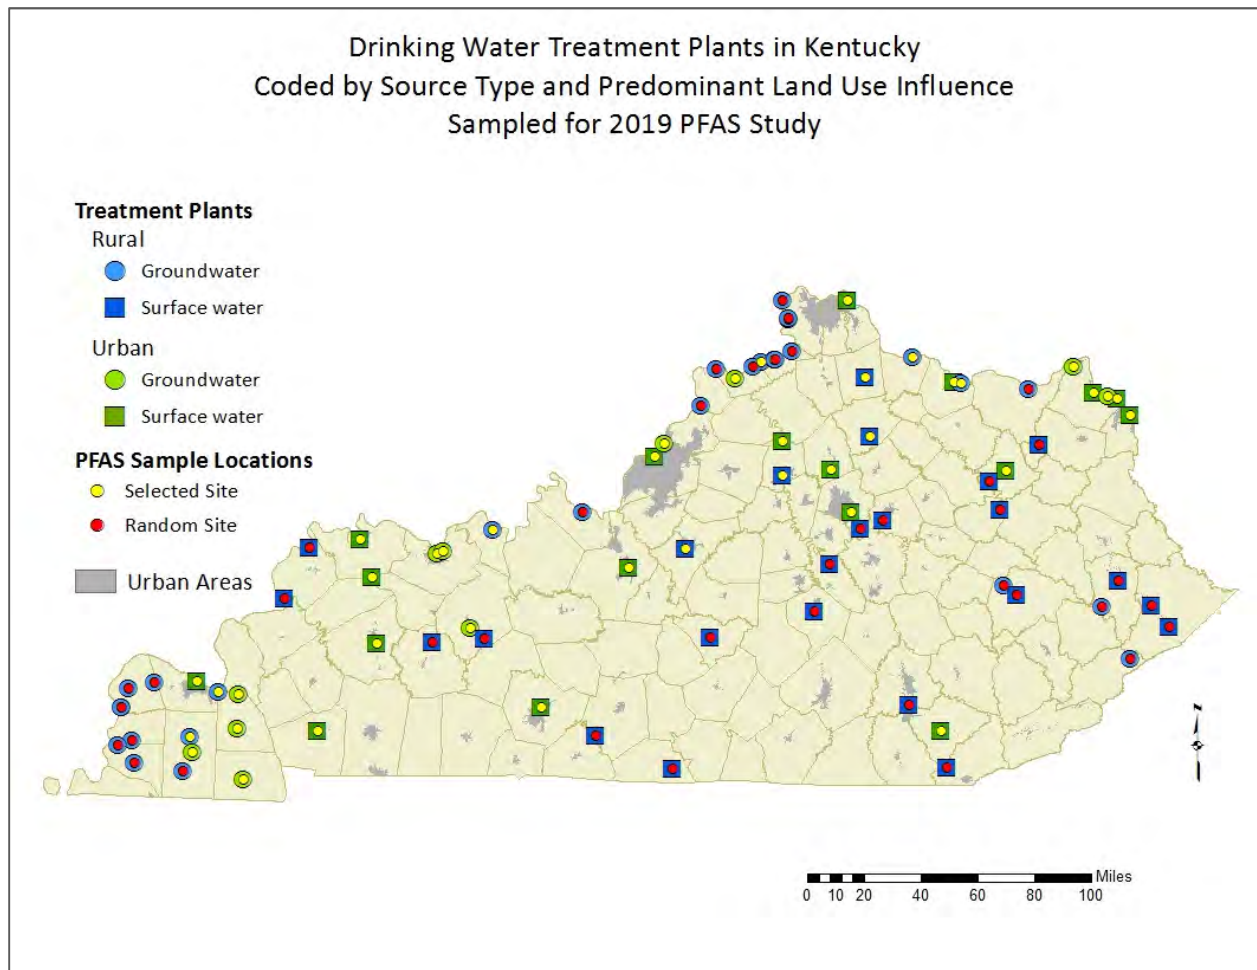 Drinking Water Treatment Plants in Kentucky
Coded by Source Type and Predominant Land Use Influence
Sampled for 2019 PFAS Study
Treatment Plants
Rural
Groundwater
Surface water
Urban
Groundwater
Surface water
PFAS Sample Locations
Selected Site
Random Site
Urban Areas
N
Miles
0 10 20 40 60 80 100